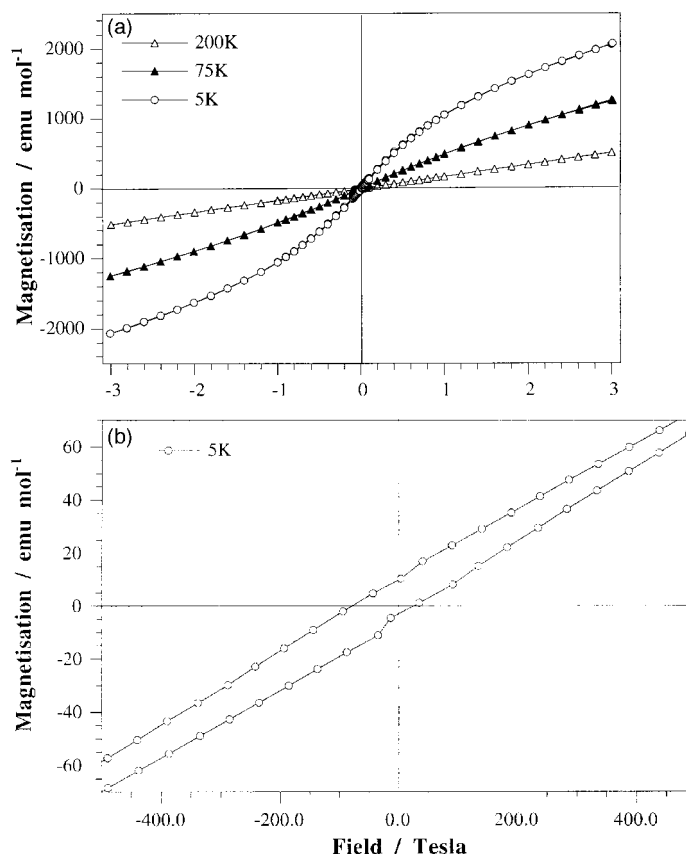 (a)
200K
75K
5K
Magnetisation / emu mol⁻¹
2000
1000
0
-1000
-2000
-3 -2 -1 0 1 2 3
(b)
5K
Magnetisation / emu mol⁻¹
60
40
20
0
-20
-40
-60
-400.0 -200.0 0.0 200.0 400.0
Field / Tesla